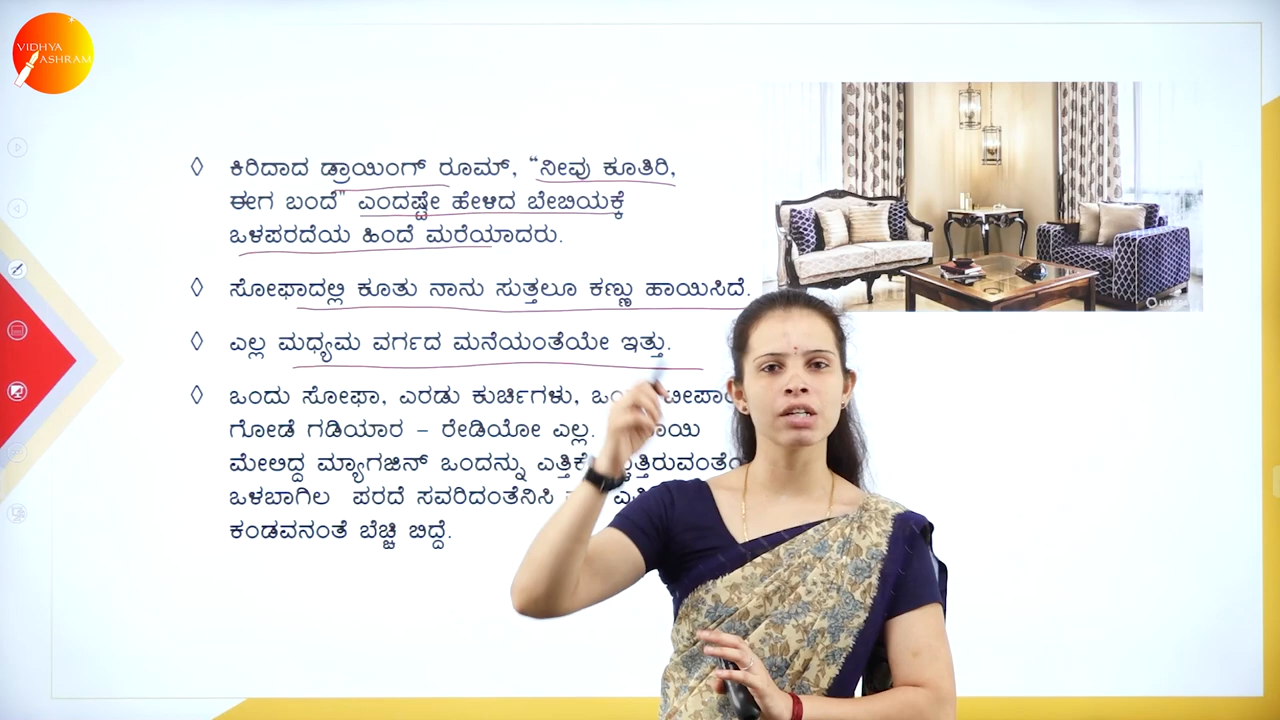 VIDHYA
ASHRAM
ಕಿರಿದಾದ ಡ್ರಾಯಿಂಗ್ ರೂಮ್, "ನೀವು ಕೂತಿರಿ,
ಈಗ ಬಂದೆ" ಎಂದಷ್ಟೇ ಹೇಳಿದ ಬೇಬಿಯಕ್ಕೆ
ಒಳಪರದೆಯ ಹಿಂದೆ ಮರೆಯಾದರು.
ಸೋಫಾದಲ್ಲಿ ಕೂತು ನಾನು ಸುತ್ತಲೂ ಕಣ್ಣು ಹಾಯಿಸಿದೆ.
ಎಲ್ಲ ಮಧ್ಯಮ ವರ್ಗದ ಮನೆಯಂತೆಯೇ ಇತ್ತು.
ಒಂದು ಸೋಫಾ, ಎರಡು ಕುರ್ಚಿಗಳು,
ಗೋಡೆ ಗಡಿಯಾರ – ರೇಡಿಯೋ ಎಲ್ಲ.
ಮೇಲಿದ್ದ ಮ್ಯಾಗಜಿನ್ ಒಂದನ್ನು
ಒಳಬಾಗಿಲ ಪರದೆ ಸವರಿದಂತೆನಿಸಿ
ಕಂಡವನಂತೆ ಬೆಚ್ಚಿ ಬಿದ್ದೆ.